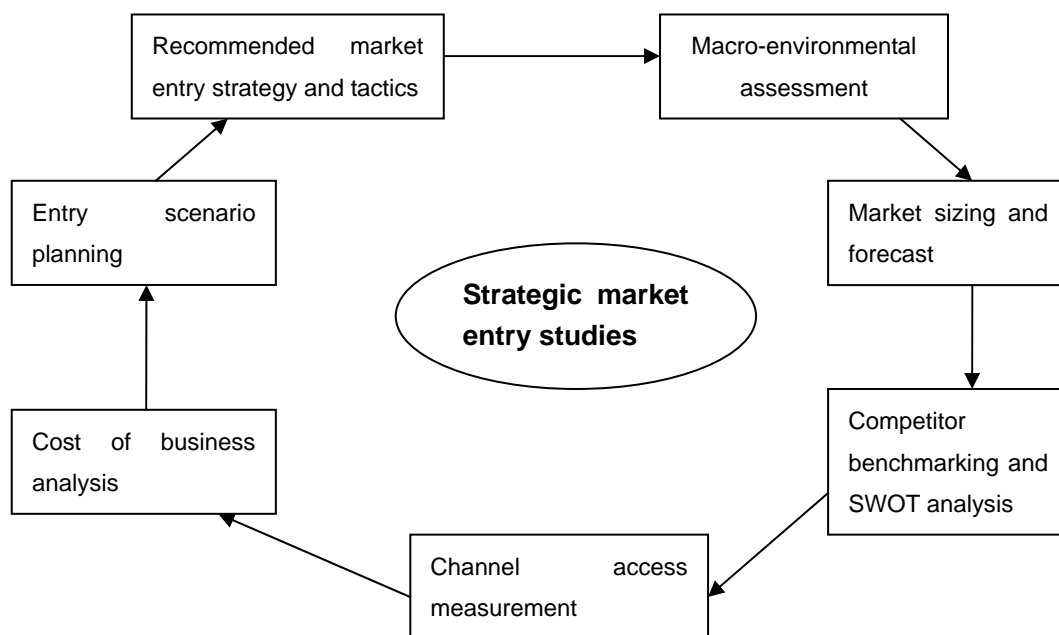 Recommended market
entry strategy and tactics
Macro-environmental
assessment
Entry scenario
planning
Market sizing and
forecast
Strategic market
entry studies
Cost of business
analysis
Competitor
benchmarking and
SWOT analysis
Channel access
measurement